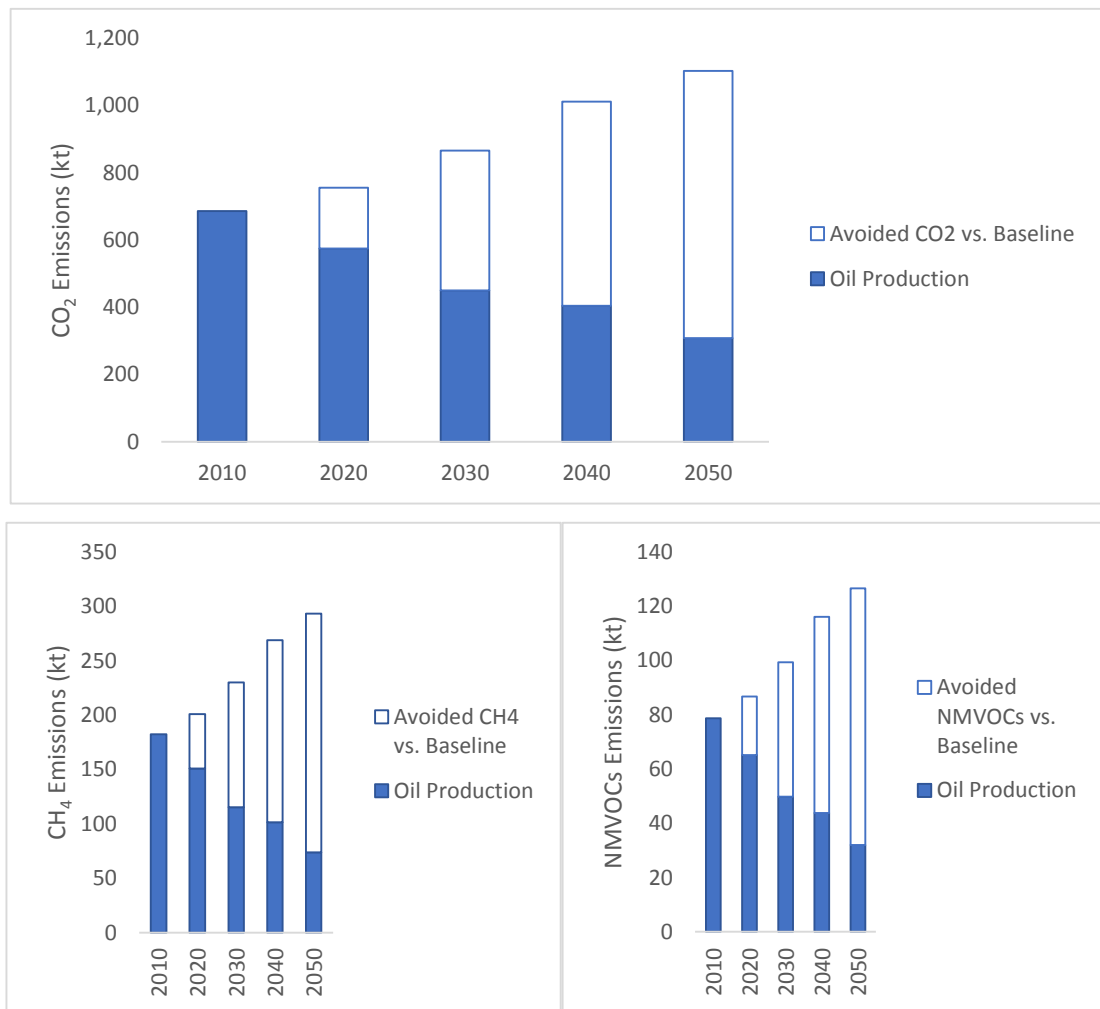 1,200
1,000
800
600
400
200
0
CO₂ Emissions (kt)
2010 2020 2030 2040 2050
Avoided CO2 vs. Baseline
Oil Production
350
300
250
200
150
100
50
0
CH₄ Emissions (kt)
2010
2020
2030
2040
2050
Avoided CH4
vs. Baseline
Oil Production
140
120
100
80
60
40
20
0
NMVOCs Emissions (kt)
2010
2020
2030
2040
2050
Avoided
NMVOCs vs.
Baseline
Oil Production